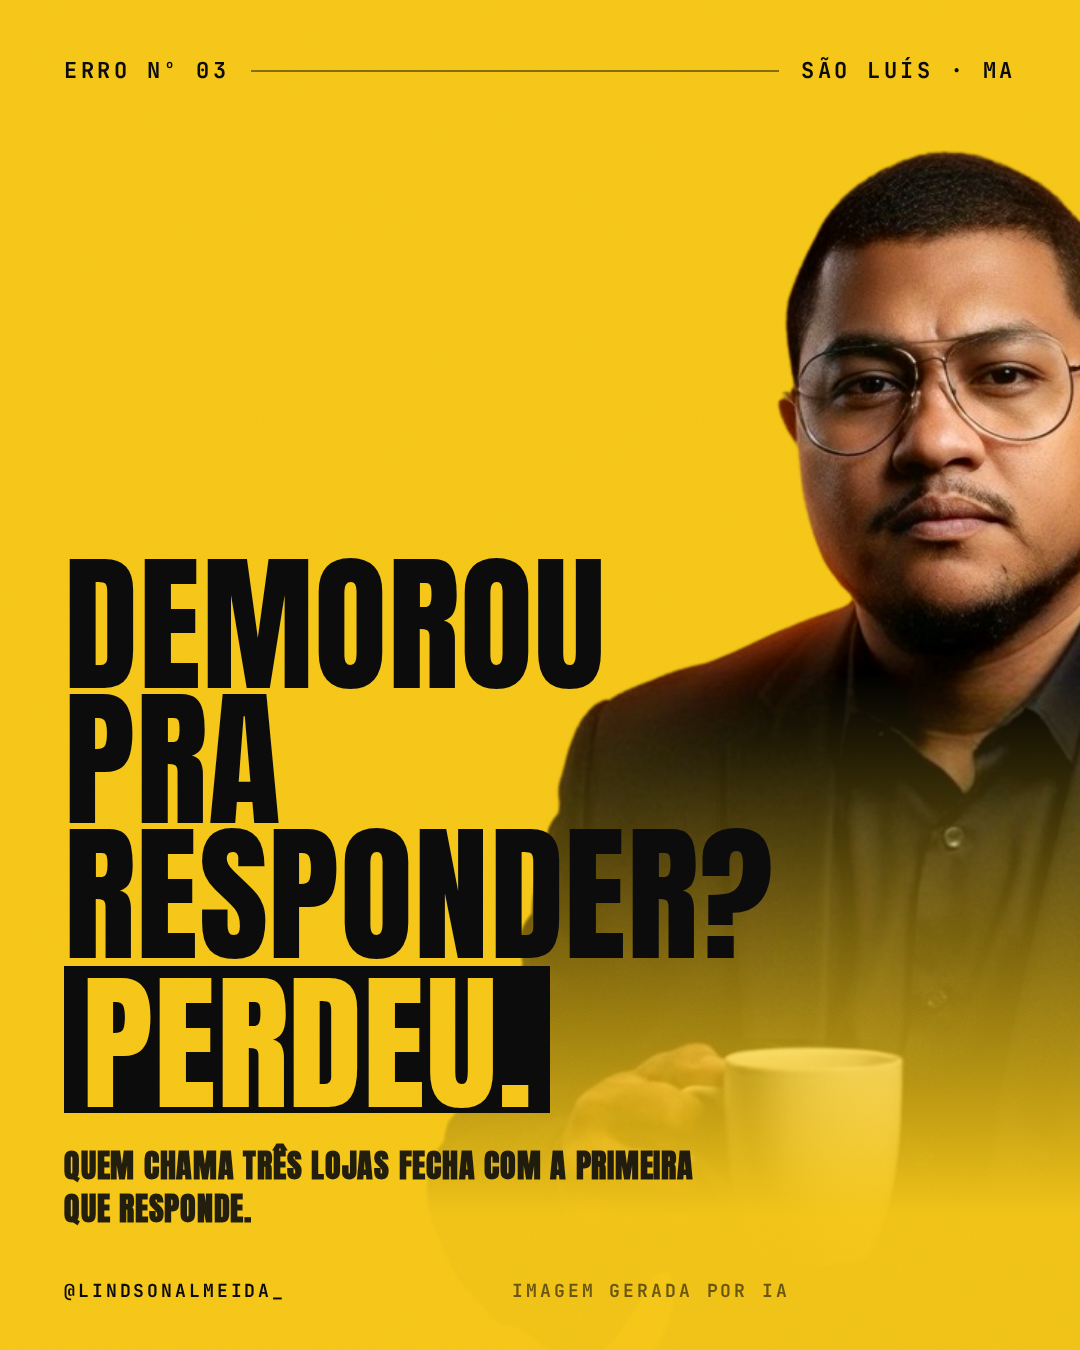 ERRO N° 03
SÃO LUÍS · MA
DEMOROU
PRA
RESPONDER?
PERDEU.
QUEM CHAMA TRÊS LOJAS FECHA COM A PRIMEIRA
QUE RESPONDE.
@LINDSONALMEIDA_
IMAGEM GERADA POR IA